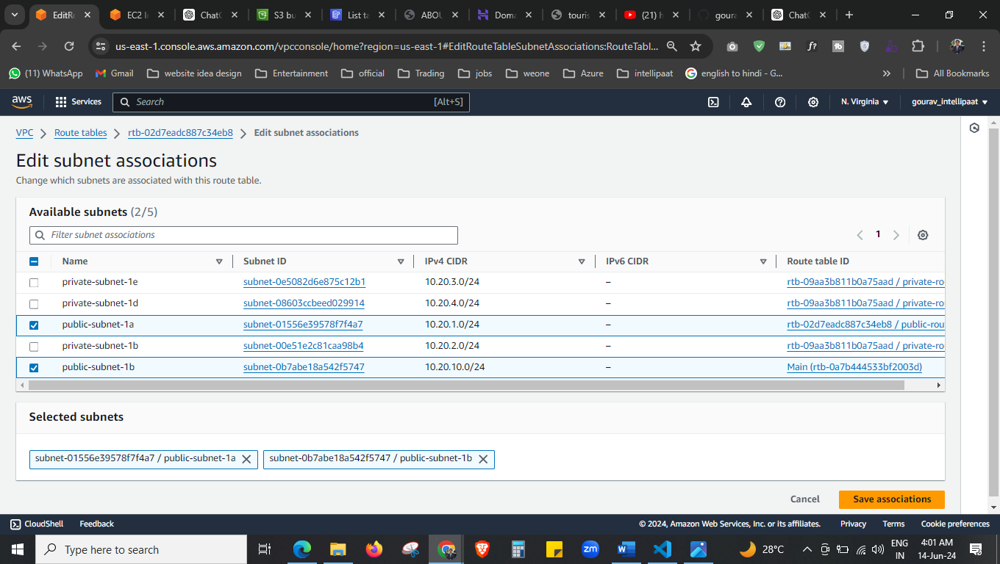 EditRo
EC2 In
ChatG
S3 bu
List ta
ABOU
Doma
touris
(21) h
goura
ChatG
us-east-1.console.aws.amazon.com/vpcconsole/home?region=us-east-1#EditRouteTableSubnetAssociations:RouteTabl...
(11) WhatsApp
Gmail
website idea design
Entertainment
official
Trading
jobs
weone
Azure
intellipaat
english to hindi - G...
All Bookmarks
aws
Services
Search
[Alt+S]
N. Virginia
gourav_intellipaat
VPC
Route tables
rtb-02d7eadc887c34eb8
Edit subnet associations
Edit subnet associations
Change which subnets are associated with this route table.
Available subnets (2/5)
Filter subnet associations
1
Name Subnet ID IPv4 CIDR IPv6 CIDR Route table ID
private-subnet-1e subnet-0e5082d6e875c12b1 10.20.3.0/24 – rtb-09aa3b811b0a75aad / private-ro
private-subnet-1d subnet-08603ccbeed029914 10.20.4.0/24 – rtb-09aa3b811b0a75aad / private-ro
public-subnet-1a subnet-01556e39578f7f4a7 10.20.1.0/24 – rtb-02d7eadc887c34eb8 / public-rou
private-subnet-1b subnet-00e51e2c81caa98b4 10.20.2.0/24 – rtb-09aa3b811b0a75aad / private-ro
public-subnet-1b subnet-0b7abe18a542f5747 10.20.10.0/24 – Main (rtb-0a7b444533bf2003d)
Selected subnets
subnet-01556e39578f7f4a7 / public-subnet-1a
subnet-0b7abe18a542f5747 / public-subnet-1b
Cancel
Save associations
CloudShell
Feedback
© 2024, Amazon Web Services, Inc. or its affiliates.
Privacy
Terms
Cookie preferences
Type here to search
zm
28°C
ENG
IN
4:01 AM
14-Jun-24